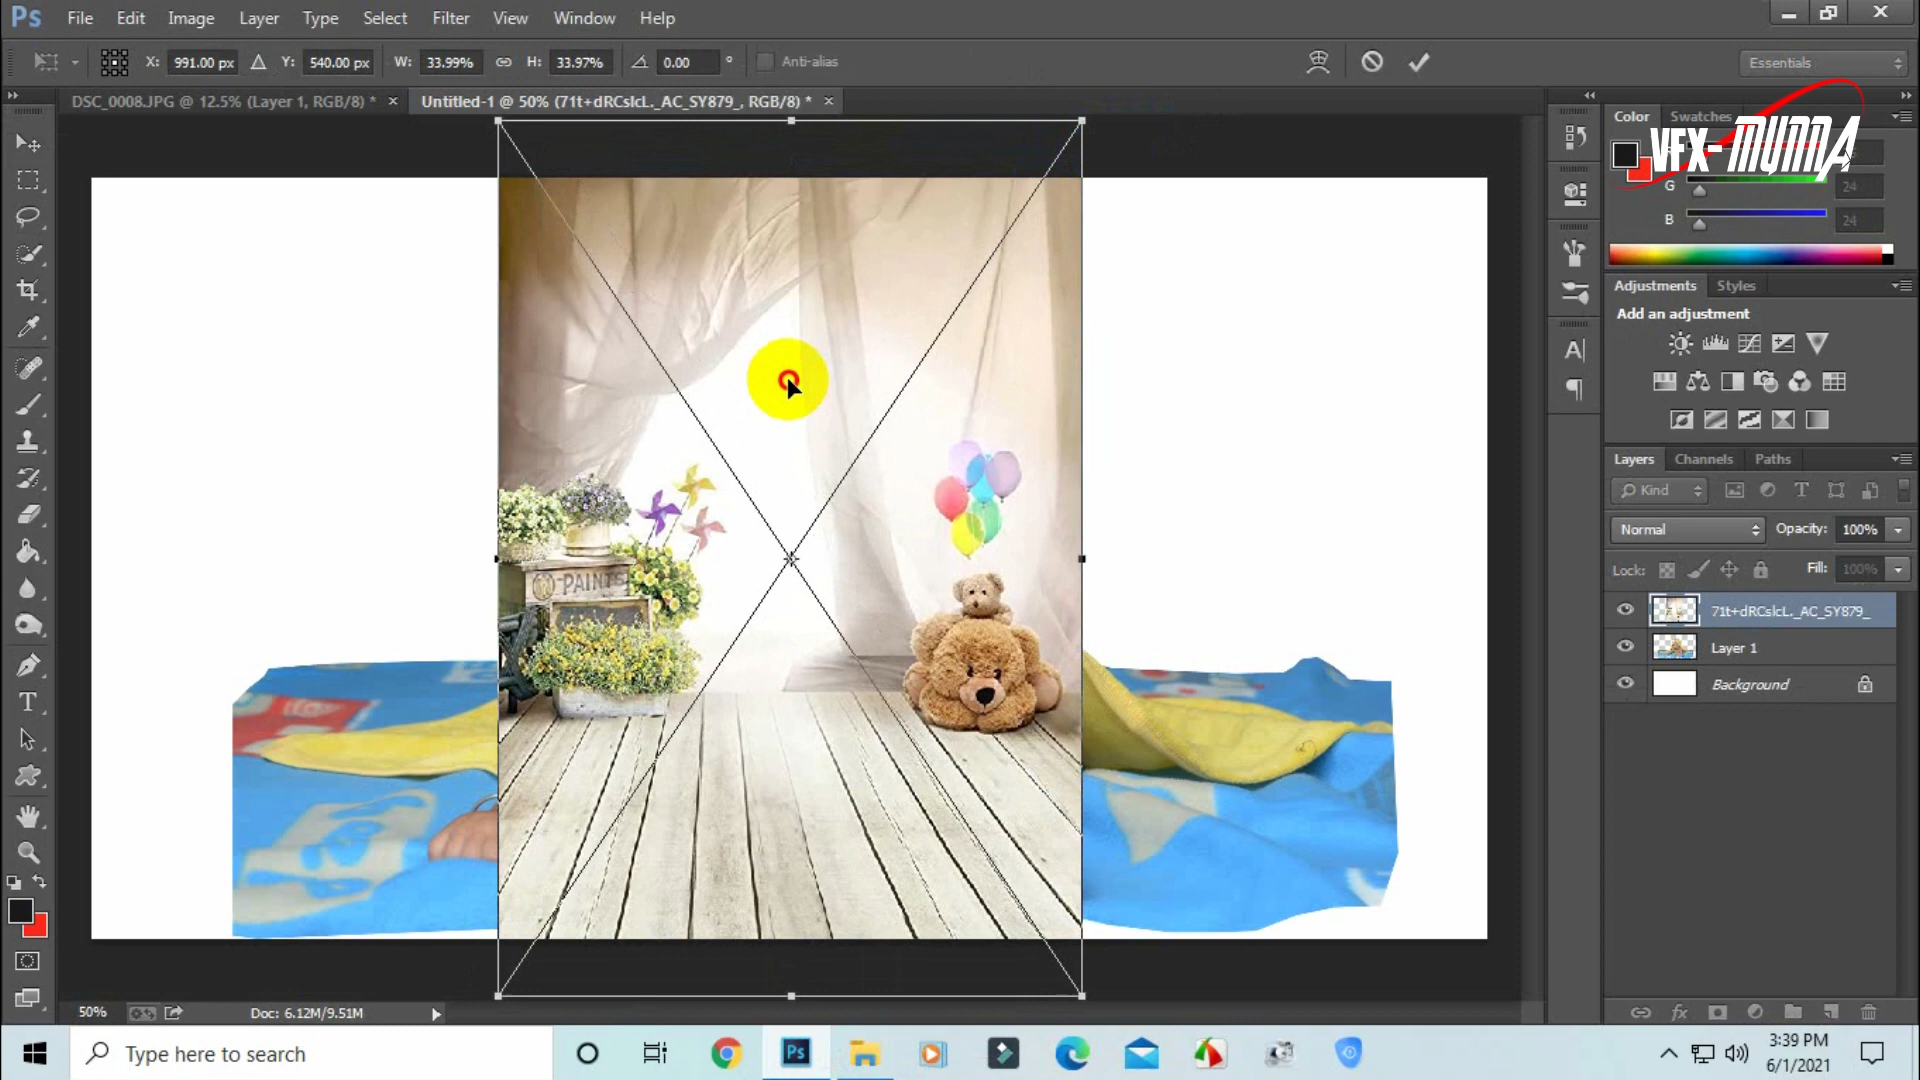 Ps File Edit Image Layer Type Select Filter View Window Help
X: 991.00 px Y: 540.00 px W: 33.99% H: 33.97% 0.00 ° Anti-alias Essentials
DSC_0008.JPG @ 12.5% (Layer 1, RGB/8) * × Untitled-1 @ 50% (71t+dRCslcL._AC_SY879_, RGB/8) * ×
Color Swatches
VFX-MUNNA
G 24
B 24
Adjustments Styles
Add an adjustment
Layers Channels Paths
Kind
Normal Opacity: 100%
Lock: Fill: 100%
71t+dRCslcL._AC_SY879_
Layer 1
Background
PAINTS
50% Doc: 6.12M/9.51M
Type here to search
Ps
3:39 PM
6/1/2021